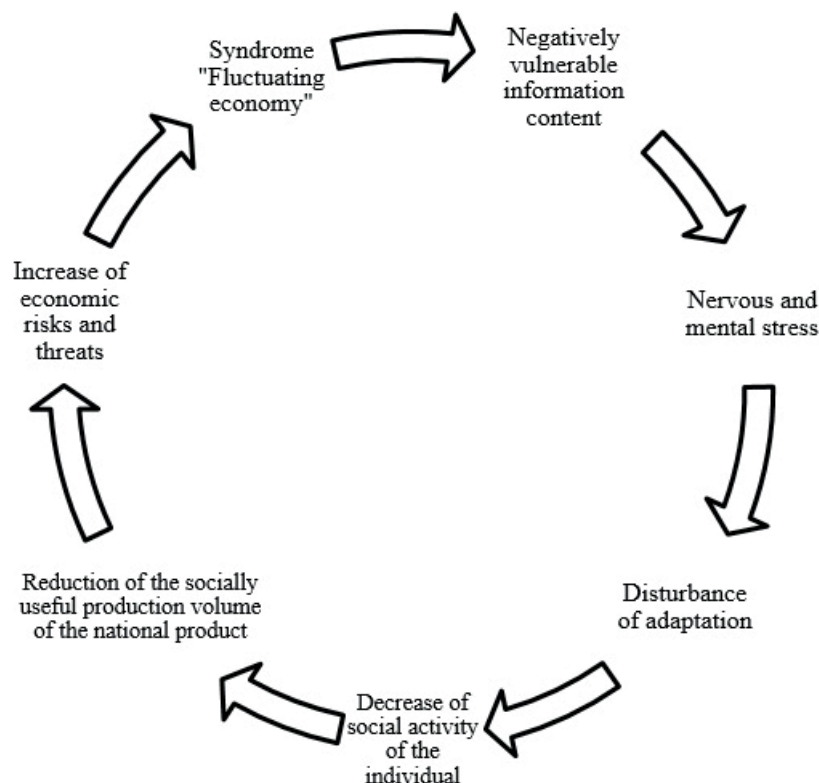 Syndrome
"Fluctuating
economy"
Negatively
vulnerable
information
content
Nervous and
mental stress
Disturbance
of adaptation
Decrease of
social activity
of the
individual
Reduction of the socially
useful production volume
of the national product
Increase of
economic
risks and
threats